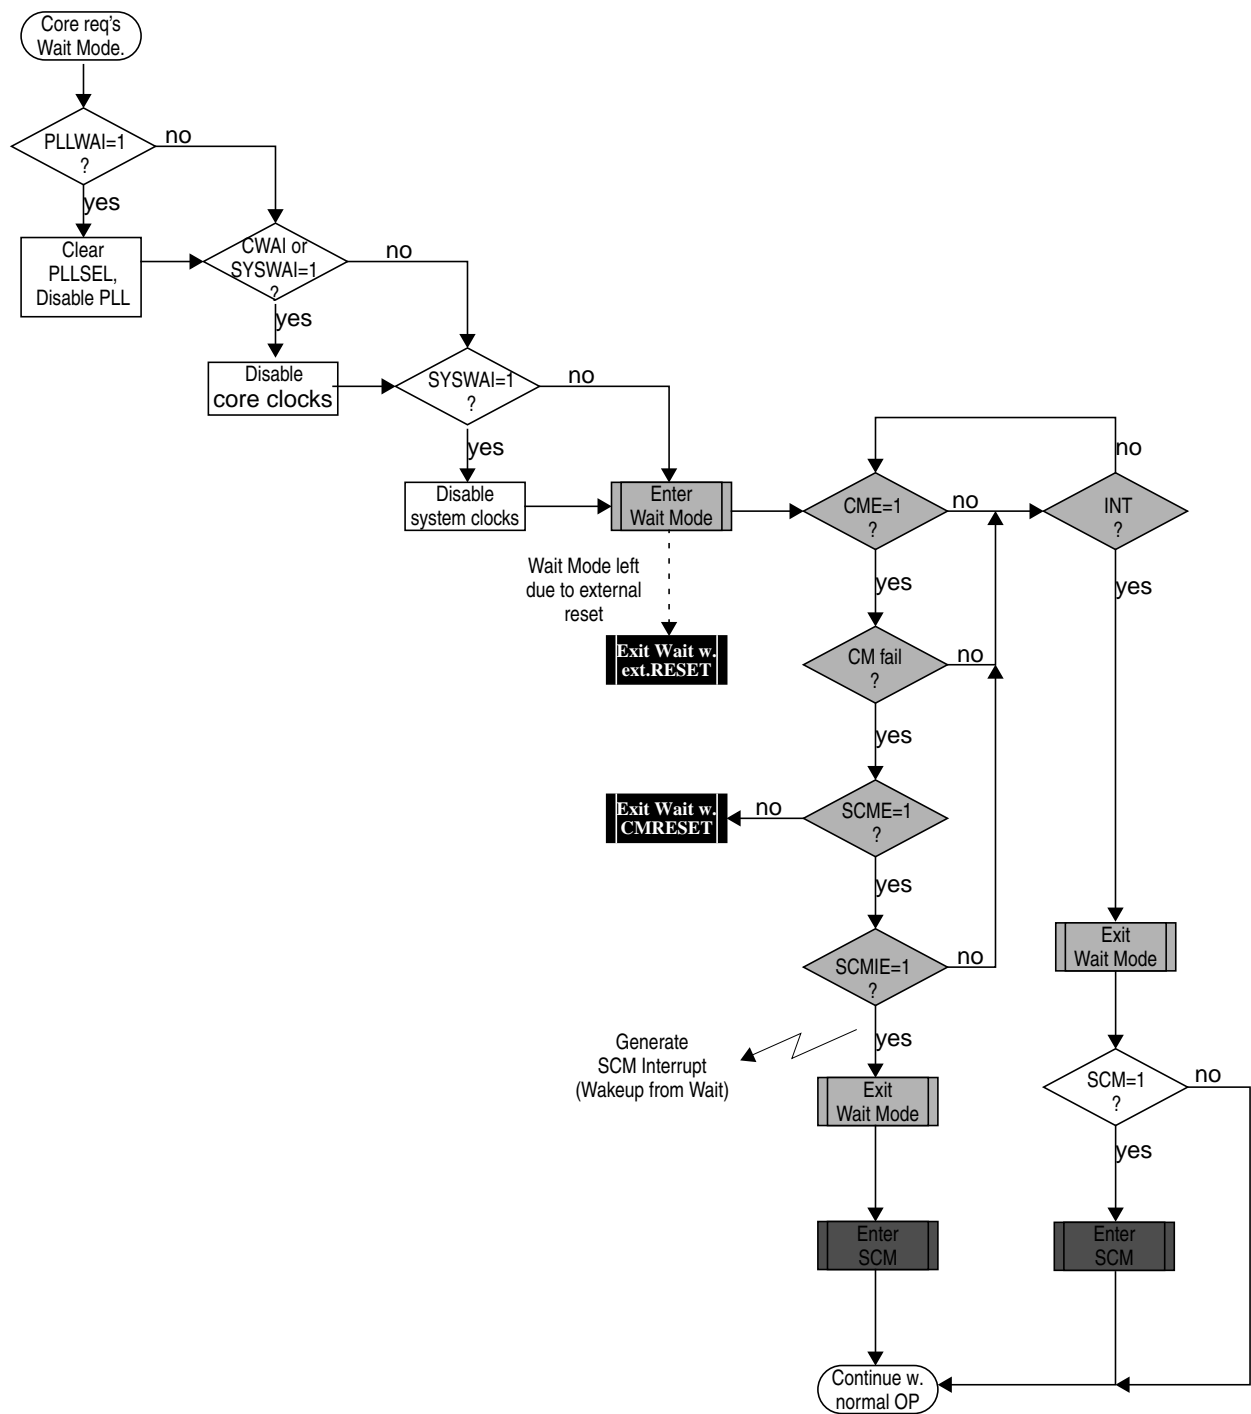 Core req's
Wait Mode.
PLLWAI=1
?
no
yes
Clear
PLLSEL,
Disable PLL
CWAI or
SYSWAI=1
?
no
yes
Disable
core clocks
SYSWAI=1
?
no
yes
Disable
system clocks
Enter
Wait Mode
Wait Mode left
due to external
reset
Exit Wait w.
ext.RESET
CME=1
?
no
yes
INT
?
no
yes
CM fail
?
no
yes
SCME=1
?
no
yes
Exit Wait w.
CMRESET
SCMIE=1
?
no
yes
Generate
SCM Interrupt
(Wakeup from Wait)
Exit
Wait Mode
Enter
SCM
Exit
Wait Mode
SCM=1
?
no
yes
Enter
SCM
Continue w.
normal OP